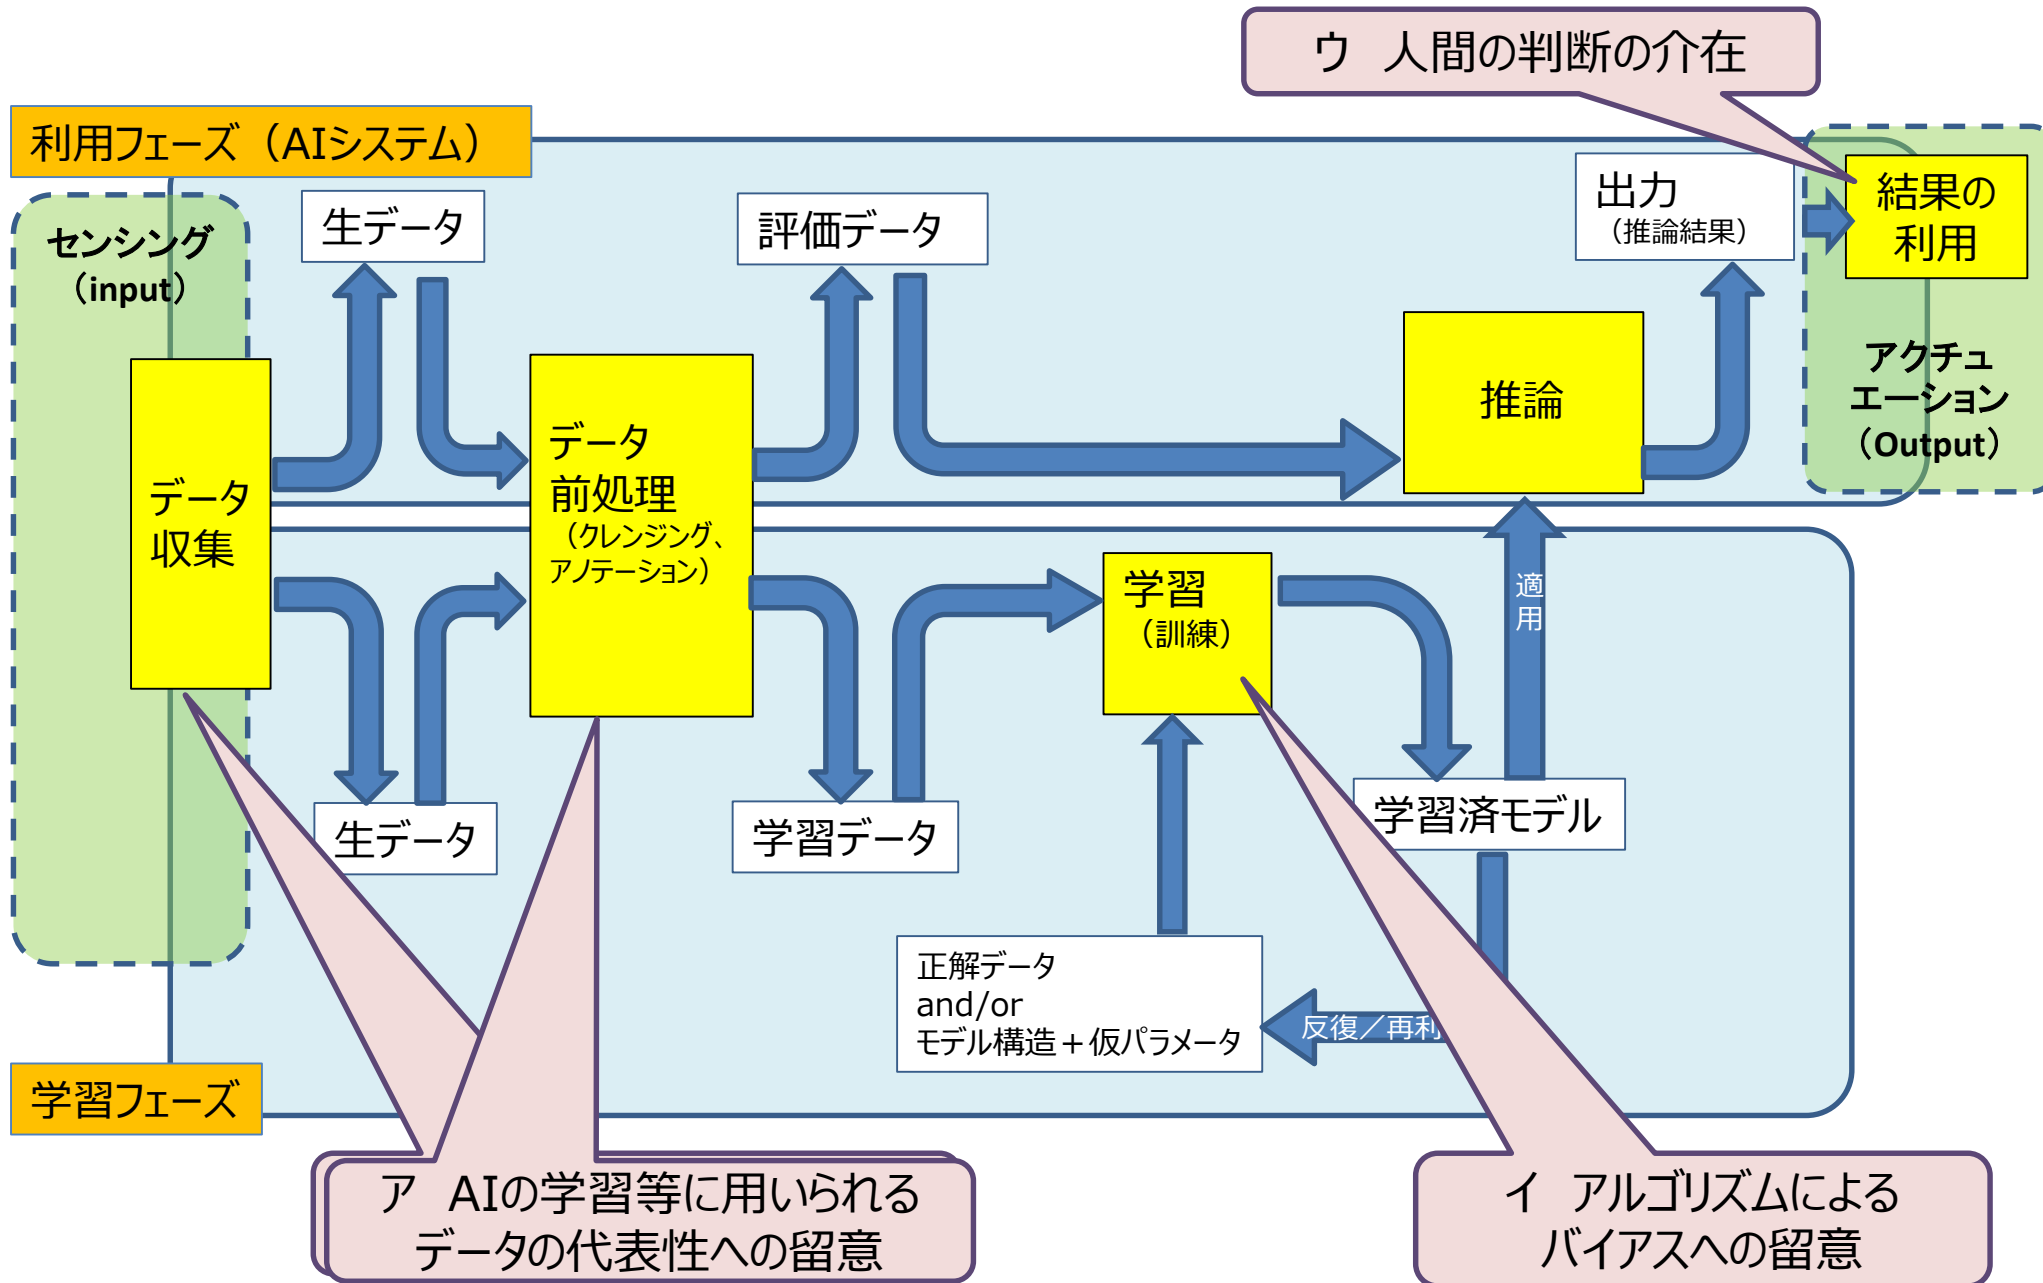 ウ　人間の判断の介在
利用フェーズ（AIシステム）
センシング
（input）
生データ
評価データ
出力
（推論結果）
結果の
利用
アクチュ
エーション
（Output）
推論
データ
収集
データ
前処理
（クレンジング、
アノテーション）
学習
（訓練）
適
用
生データ
学習データ
学習済モデル
正解データ
and/or
モデル構造＋仮パラメータ
反復／再利
学習フェーズ
ア　AIの学習等に用いられる
データの代表性への留意
イ　アルゴリズムによる
バイアスへの留意